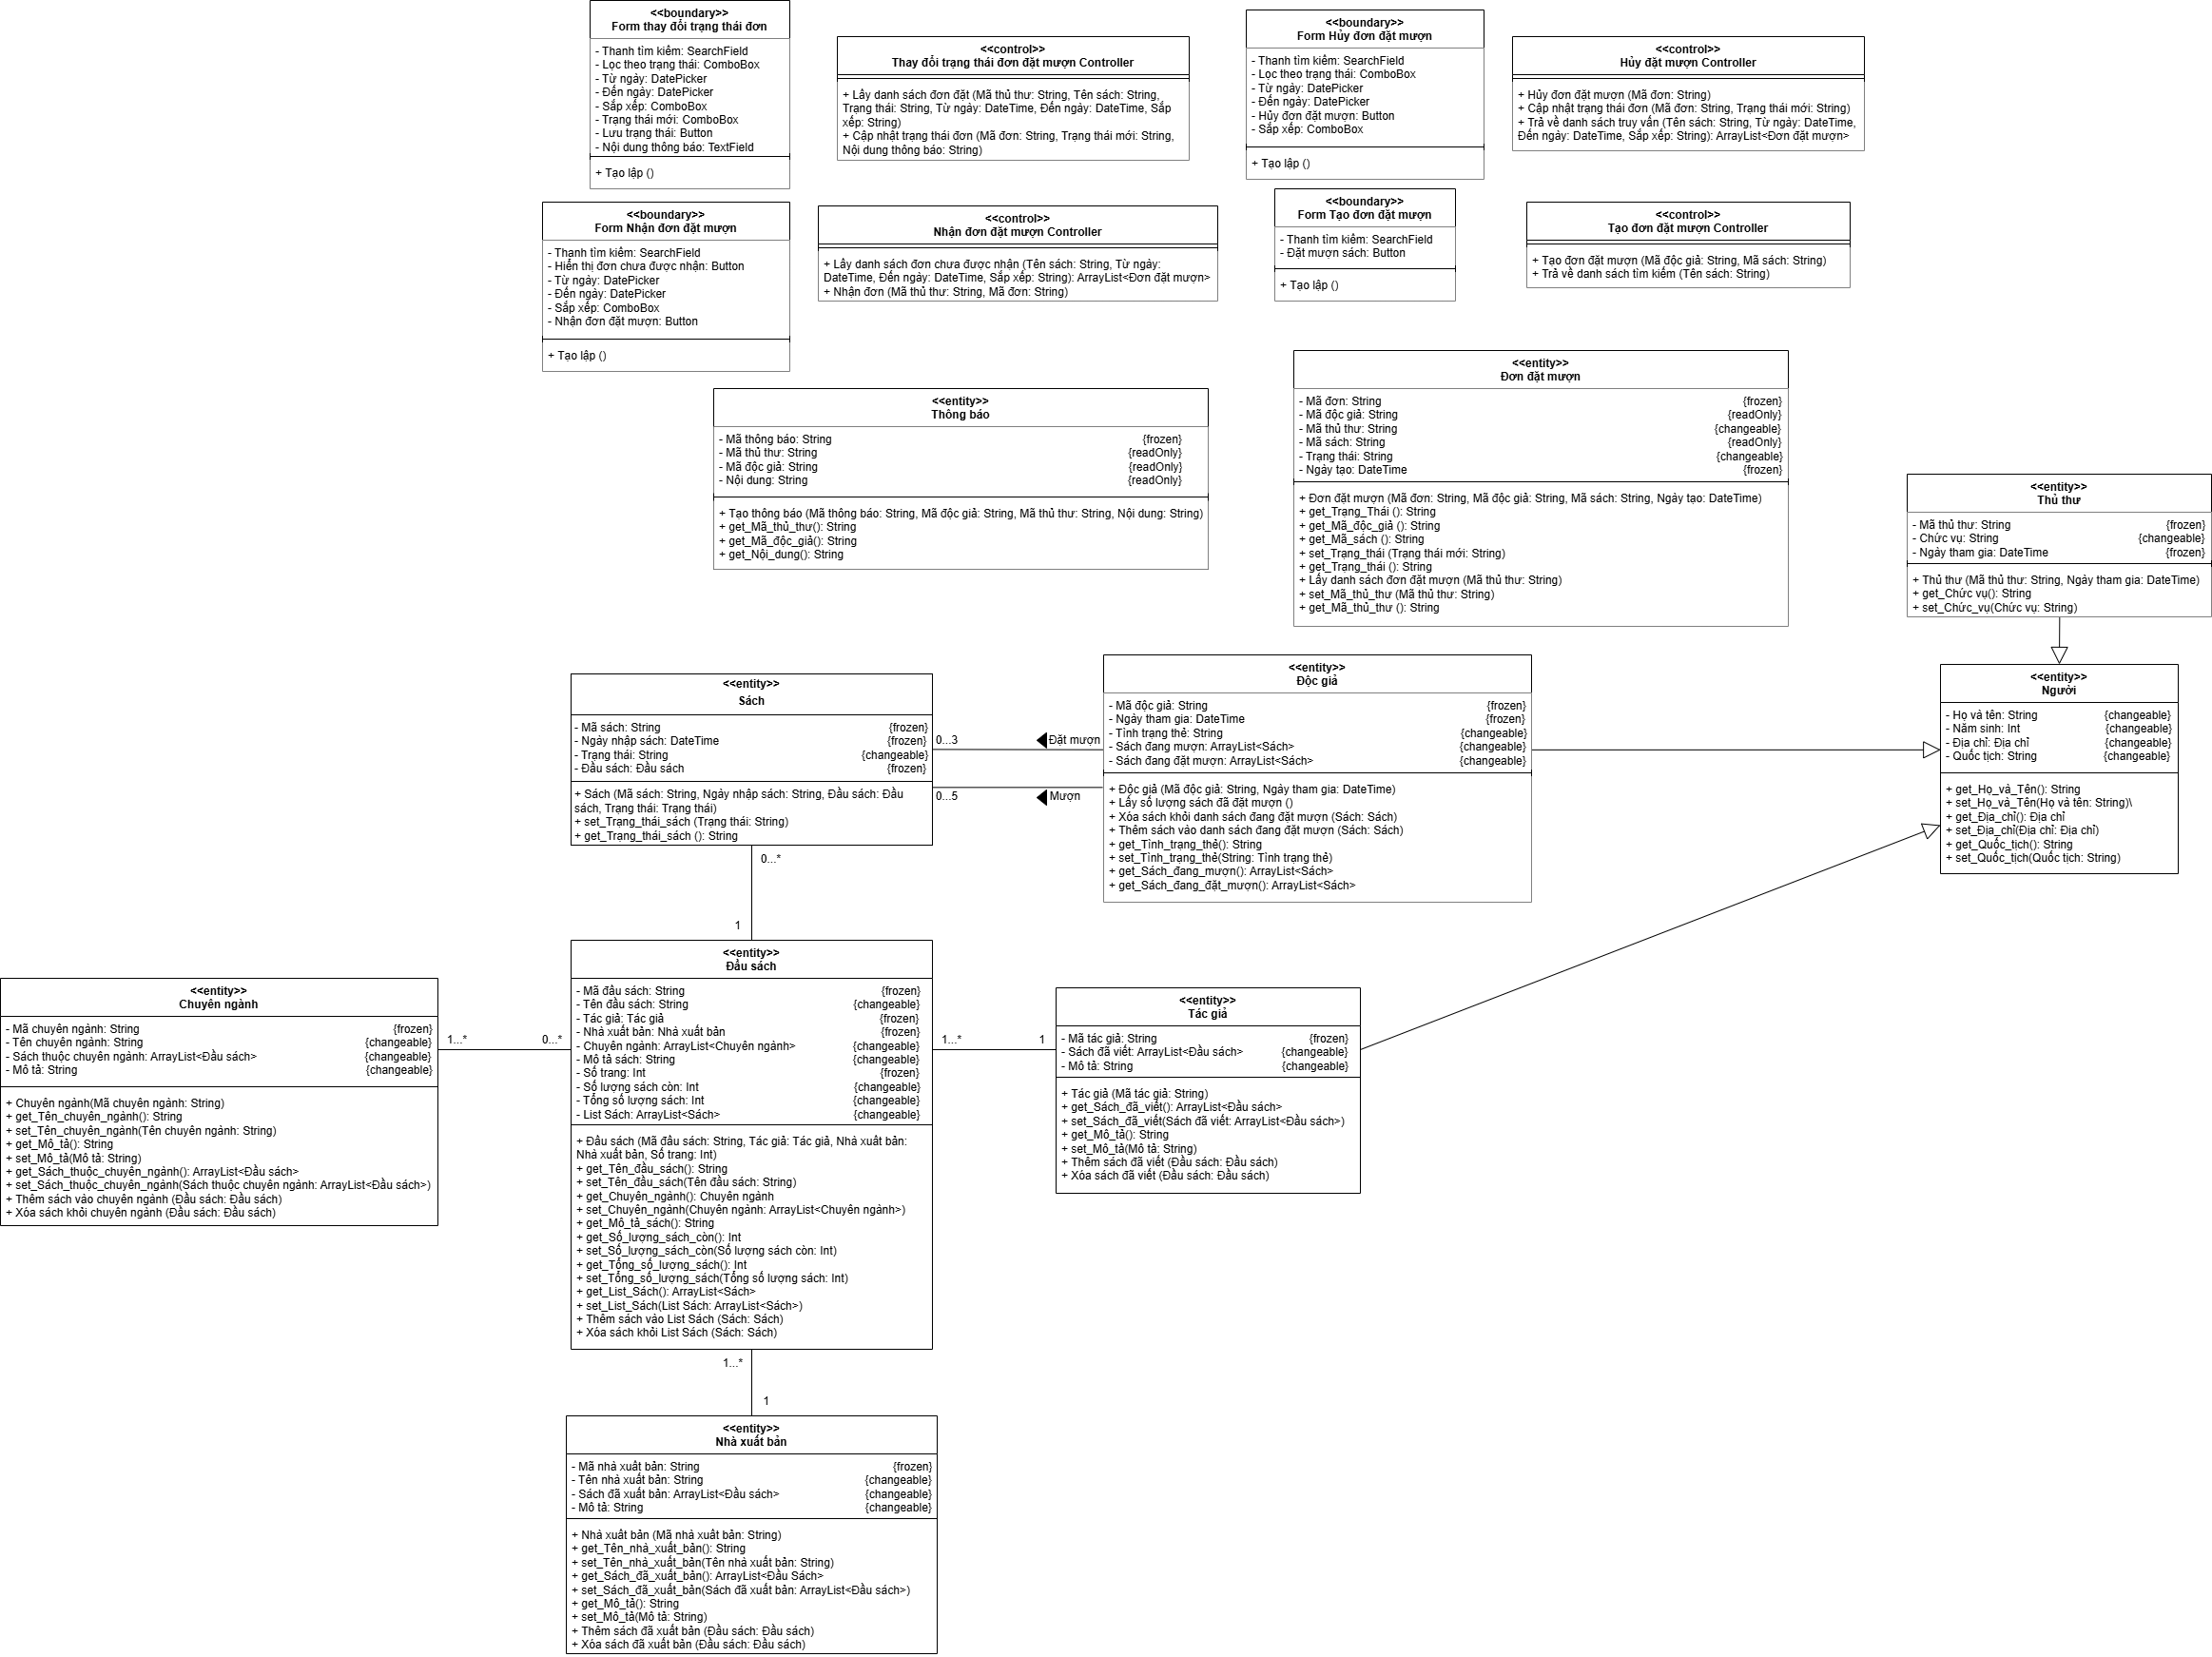 <<boundary>>
Form thay đổi trạng thái đơn
- Thanh tìm kiếm: SearchField
- Lọc theo trạng thái: ComboBox
- Từ ngày: DatePicker
- Đến ngày: DatePicker
- Sắp xếp: ComboBox
- Trạng thái mới: ComboBox
- Lưu trạng thái: Button
- Nội dung thông báo: TextField
+ Tạo lập ()
<<control>>
Thay đổi trạng thái đơn đặt mượn Controller
+ Lấy danh sách đơn đặt (Mã thủ thư: String, Tên sách: String,
Trạng thái: String, Từ ngày: DateTime, Đến ngày: DateTime, Sắp
xếp: String)
+ Cập nhật trạng thái đơn (Mã đơn: String, Trạng thái mới: String,
Nội dung thông báo: String)
<<boundary>>
Form Hủy đơn đặt mượn
- Thanh tìm kiếm: SearchField
- Lọc theo trạng thái: ComboBox
- Từ ngày: DatePicker
- Đến ngày: DatePicker
- Hủy đơn đặt mượn: Button
- Sắp xếp: ComboBox
+ Tạo lập ()
<<control>>
Hủy đặt mượn Controller
+ Hủy đơn đặt mượn (Mã đơn: String)
+ Cập nhật trạng thái đơn (Mã đơn: String, Trạng thái mới: String)
+ Trả về danh sách truy vấn (Tên sách: String, Từ ngày: DateTime,
Đến ngày: DateTime, Sắp xếp: String): ArrayList<Đơn đặt mượn>
<<boundary>>
Form Nhận đơn đặt mượn
- Thanh tìm kiếm: SearchField
- Hiển thị đơn chưa được nhận: Button
- Từ ngày: DatePicker
- Đến ngày: DatePicker
- Sắp xếp: ComboBox
- Nhận đơn đặt mượn: Button
+ Tạo lập ()
<<control>>
Nhận đơn đặt mượn Controller
+ Lấy danh sách đơn chưa được nhận (Tên sách: String, Từ ngày:
DateTime, Đến ngày: DateTime, Sắp xếp: String): ArrayList<Đơn đặt mượn>
+ Nhận đơn (Mã thủ thư: String, Mã đơn: String)
<<boundary>>
Form Tạo đơn đặt mượn
- Thanh tìm kiếm: SearchField
- Đặt mượn sách: Button
+ Tạo lập ()
<<control>>
Tạo đơn đặt mượn Controller
+ Tạo đơn đặt mượn (Mã độc giả: String, Mã sách: String)
+ Trả về danh sách tìm kiếm (Tên sách: String)
<<entity>>
Thông báo
- Mã thông báo: String {frozen}
- Mã thủ thư: String {readOnly}
- Mã độc giả: String {readOnly}
- Nội dung: String {readOnly}
+ Tạo thông báo (Mã thông báo: String, Mã độc giả: String, Mã thủ thư: String, Nội dung: String)
+ get_Mã_thủ_thư(): String
+ get_Mã_độc_giả(): String
+ get_Nội_dung(): String
<<entity>>
Đơn đặt mượn
- Mã đơn: String {frozen}
- Mã độc giả: String {readOnly}
- Mã thủ thư: String {changeable}
- Mã sách: String {readOnly}
- Trạng thái: String {changeable}
- Ngày tạo: DateTime {frozen}
+ Đơn đặt mượn (Mã đơn: String, Mã độc giả: String, Mã sách: String, Ngày tạo: DateTime)
+ get_Trạng_Thái (): String
+ get_Mã_độc_giả (): String
+ get_Mã_sách (): String
+ set_Trạng_thái (Trạng thái mới: String)
+ get_Trạng_thái (): String
+ Lấy danh sách đơn đặt mượn (Mã thủ thư: String)
+ set_Mã_thủ_thư (Mã thủ thư: String)
+ get_Mã_thủ_thư (): String
<<entity>>
Thủ thư
- Mã thủ thư: String {frozen}
- Chức vụ: String {changeable}
- Ngày tham gia: DateTime {frozen}
+ Thủ thư (Mã thủ thư: String, Ngày tham gia: DateTime)
+ get_Chức vụ(): String
+ set_Chức_vụ(Chức vụ: String)
<<entity>>
Sách
- Mã sách: String {frozen}
- Ngày nhập sách: DateTime {frozen}
- Trạng thái: String {changeable}
- Đầu sách: Đầu sách {frozen}
+ Sách (Mã sách: String, Ngày nhập sách: String, Đầu sách: Đầu
sách, Trạng thái: Trạng thái)
+ set_Trạng_thái_sách (Trạng thái: String)
+ get_Trạng_thái_sách (): String
0...3
Đặt mượn
0...5
Mượn
<<entity>>
Độc giả
- Mã độc giả: String {frozen}
- Ngày tham gia: DateTime {frozen}
- Tình trạng thẻ: String {changeable}
- Sách đang mượn: ArrayList<Sách> {changeable}
- Sách đang đặt mượn: ArrayList<Sách> {changeable}
+ Độc giả (Mã độc giả: String, Ngày tham gia: DateTime)
+ Lấy số lượng sách đã đặt mượn ()
+ Xóa sách khỏi danh sách đang đặt mượn (Sách: Sách)
+ Thêm sách vào danh sách đang đặt mượn (Sách: Sách)
+ get_Tình_trạng_thẻ(): String
+ set_Tình_trạng_thẻ(String: Tình trạng thẻ)
+ get_Sách_đang_mượn(): ArrayList<Sách>
+ get_Sách_đang_đặt_mượn(): ArrayList<Sách>
<<entity>>
Người
- Họ và tên: String {changeable}
- Năm sinh: Int {changeable}
- Địa chỉ: Địa chỉ {changeable}
- Quốc tịch: String {changeable}
+ get_Họ_và_Tên(): String
+ set_Họ_và_Tên(Họ và tên: String)\
+ get_Địa_chỉ(): Địa chỉ
+ set_Địa_chỉ(Địa chỉ: Địa chỉ)
+ get_Quốc_tịch(): String
+ set_Quốc_tịch(Quốc tịch: String)
0...*
1
<<entity>>
Chuyên ngành
- Mã chuyên ngành: String {frozen}
- Tên chuyên ngành: String {changeable}
- Sách thuộc chuyên ngành: ArrayList<Đầu sách> {changeable}
- Mô tả: String {changeable}
+ Chuyên ngành(Mã chuyên ngành: String)
+ get_Tên_chuyên_ngành(): String
+ set_Tên_chuyên_ngành(Tên chuyên ngành: String)
+ get_Mô_tả(): String
+ set_Mô_tả(Mô tả: String)
+ get_Sách_thuộc_chuyên_ngành(): ArrayList<Đầu sách>
+ set_Sách_thuộc_chuyên_ngành(Sách thuộc chuyên ngành: ArrayList<Đầu sách>)
+ Thêm sách vào chuyên ngành (Đầu sách: Đầu sách)
+ Xóa sách khỏi chuyên ngành (Đầu sách: Đầu sách)
1...*
0...*
<<entity>>
Đầu sách
- Mã đầu sách: String {frozen}
- Tên đầu sách: String {changeable}
- Tác giả: Tác giả {frozen}
- Nhà xuất bản: Nhà xuất bản {frozen}
- Chuyên ngành: ArrayList<Chuyên ngành> {changeable}
- Mô tả sách: String {changeable}
- Số trang: Int {frozen}
- Số lượng sách còn: Int {changeable}
- Tổng số lượng sách: Int {changeable}
- List Sách: ArrayList<Sách> {changeable}
+ Đầu sách (Mã đầu sách: String, Tác giả: Tác giả, Nhà xuất bản:
Nhà xuất bản, Số trang: Int)
+ get_Tên_đầu_sách(): String
+ set_Tên_đầu_sách(Tên đầu sách: String)
+ get_Chuyên_ngành(): Chuyên ngành
+ set_Chuyên_ngành(Chuyên ngành: ArrayList<Chuyên ngành>)
+ get_Mô_tả_sách(): String
+ get_Số_lượng_sách_còn(): Int
+ set_Số_lượng_sách_còn(Số lượng sách còn: Int)
+ get_Tổng_số_lượng_sách(): Int
+ set_Tổng_số_lượng_sách(Tổng số lượng sách: Int)
+ get_List_Sách(): ArrayList<Sách>
+ set_List_Sách(List Sách: ArrayList<Sách>)
+ Thêm sách vào List Sách (Sách: Sách)
+ Xóa sách khỏi List Sách (Sách: Sách)
1...*
1
<<entity>>
Tác giả
- Mã tác giả: String {frozen}
- Sách đã viết: ArrayList<Đầu sách> {changeable}
- Mô tả: String {changeable}
+ Tác giả (Mã tác giả: String)
+ get_Sách_đã_viết(): ArrayList<Đầu sách>
+ set_Sách_đã_viết(Sách đã viết: ArrayList<Đầu sách>)
+ get_Mô_tả(): String
+ set_Mô_tả(Mô tả: String)
+ Thêm sách đã viết (Đầu sách: Đầu sách)
+ Xóa sách đã viết (Đầu sách: Đầu sách)
1...*
1
<<entity>>
Nhà xuất bản
- Mã nhà xuất bản: String {frozen}
- Tên nhà xuất bản: String {changeable}
- Sách đã xuất bản: ArrayList<Đầu sách> {changeable}
- Mô tả: String {changeable}
+ Nhà xuất bản (Mã nhà xuất bản: String)
+ get_Tên_nhà_xuất_bản(): String
+ set_Tên_nhà_xuất_bản(Tên nhà xuất bản: String)
+ get_Sách_đã_xuất_bản(): ArrayList<Đầu Sách>
+ set_Sách_đã_xuất_bản(Sách đã xuất bản: ArrayList<Đầu sách>)
+ get_Mô_tả(): String
+ set_Mô_tả(Mô tả: String)
+ Thêm sách đã xuất bản (Đầu sách: Đầu sách)
+ Xóa sách đã xuất bản (Đầu sách: Đầu sách)